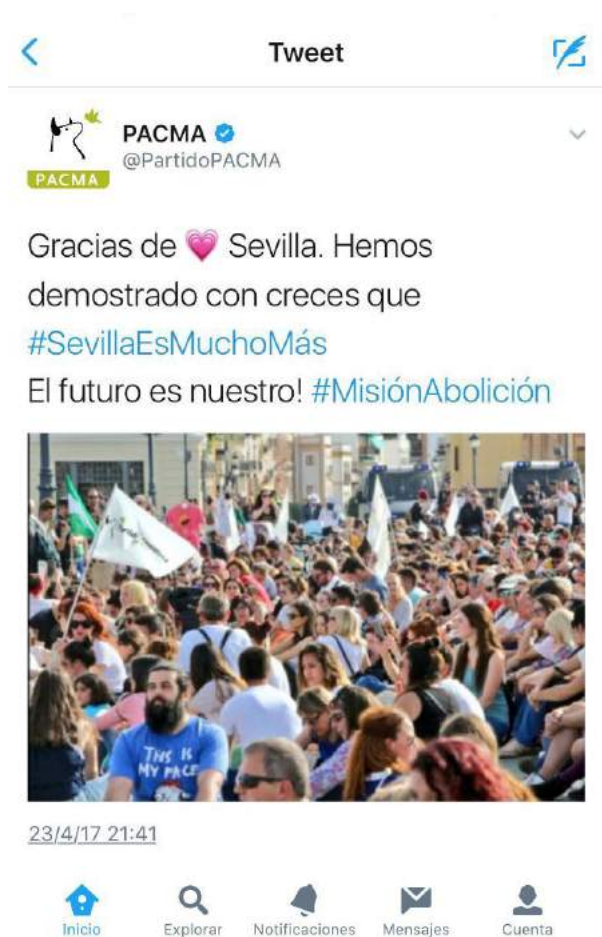 Tweet
PACMA
@PartidoPACMA
PACMA
Gracias de 💗 Sevilla. Hemos
demostrado con creces que
#SevillaEsMuchoMás
El futuro es nuestro! #MisiónAbolición
THIS IS
MY PACE
23/4/17 21:41
Inicio Explorar Notificaciones Mensajes Cuenta